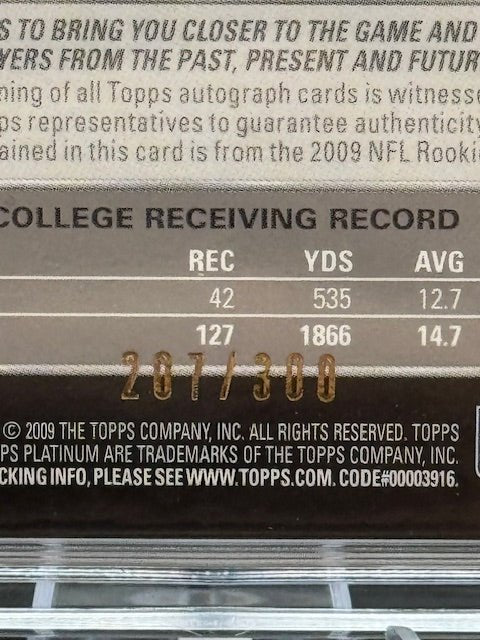 S TO BRING YOU CLOSER TO THE GAME AND
YERS FROM THE PAST, PRESENT AND FUTUR
ning of all Topps autograph cards is witnesse
ps representatives to guarantee authenticity
ained in this card is from the 2009 NFL Rooki
COLLEGE RECEIVING RECORD
REC YDS AVG
42 535 12.7
127 1866 14.7
207/300
© 2009 THE TOPPS COMPANY, INC. ALL RIGHTS RESERVED. TOPPS
PS PLATINUM ARE TRADEMARKS OF THE TOPPS COMPANY, INC.
CKING INFO, PLEASE SEE WWW.TOPPS.COM. CODE#00003916.